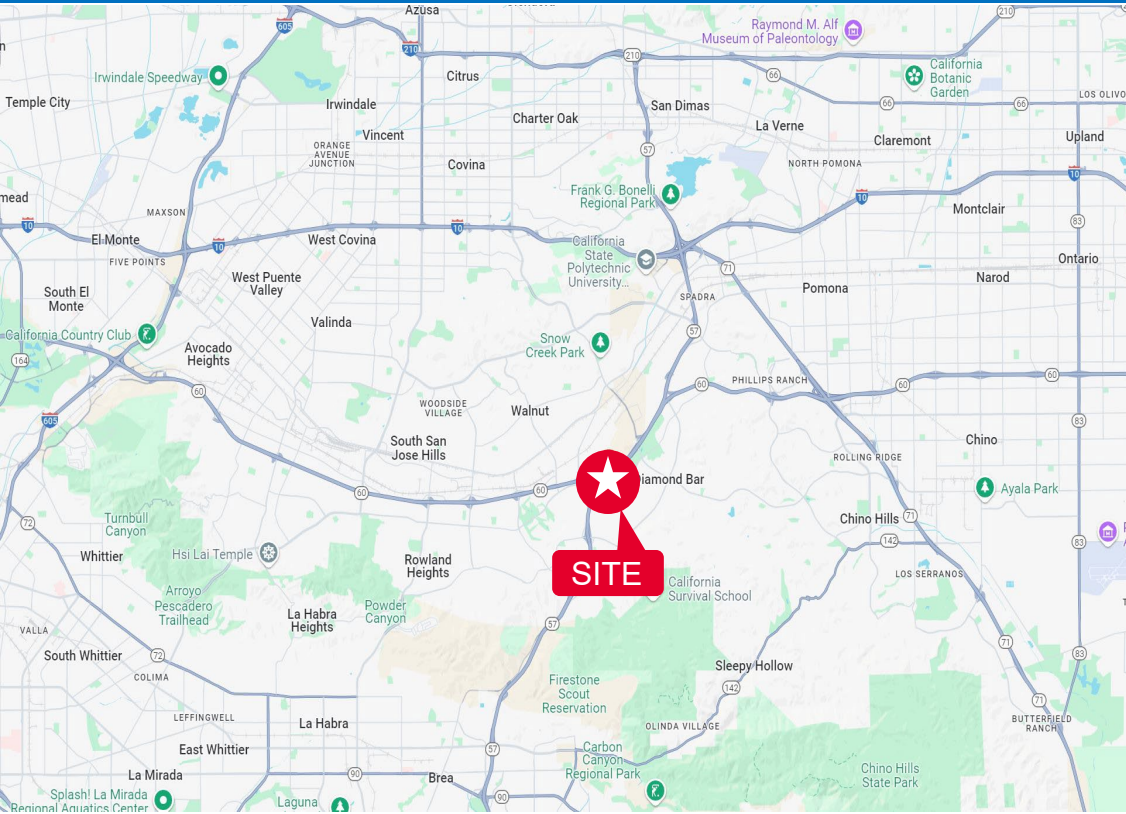 Azusa
605
210
Raymond M. Alf
Museum of Paleontology
210
210
Irwindale Speedway
Citrus
66
California
Botanic
Garden
Temple City
Irwindale
Charter Oak
San Dimas
66
66
LOS OLIVO
Vincent
La Verne
ORANGE
AVENUE
JUNCTION
57
Claremont
Upland
Covina
NORTH POMONA
10
mead
Frank G. Bonelli
Regional Park
10
MAXSON
Montclair
10
10
83
El Monte
10
West Covina
California
State
Polytechnic
University...
FIVE POINTS
Ontario
71
West Puente
Valley
Narod
South El
Monte
SPADRA
Pomona
Valinda
57
California Country Club
Snow
Creek Park
Avocado
Heights
164
60
60
60
60
PHILLIPS RANCH
WOODSIDE
VILLAGE
Walnut
605
83
South San
Jose Hills
Chino
ROLLING RIDGE
iamond Bar
60
60
Ayala Park
Turnbull
Canyon
72
Chino Hills
71
142
83
Whittier
Hsi Lai Temple
Rowland
Heights
SITE
LOS SERRANOS
California
Survival School
Arroyo
Pescadero
Trailhead
Powder
Canyon
La Habra
Heights
57
VALLA
71
South Whittier
72
83
Sleepy Hollow
COLIMA
Firestone
Scout
Reservation
142
71
LEFFINGWELL
La Habra
OLINDA VILLAGE
BUTTERFIELD
RANCH
East Whittier
57
Carbon
Canyon
Regional Park
La Mirada
90
Brea
Chino Hills
State Park
Splash! La Mirada
Regional Aquatics Center
Laguna
90